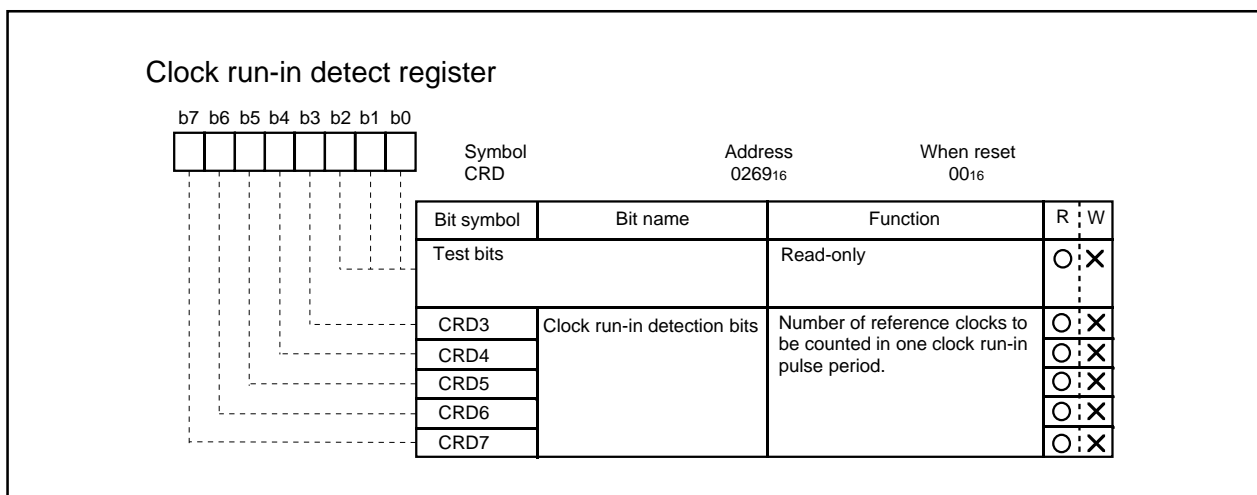 Clock run-in detect register
b7 b6 b5 b4 b3 b2 b1 b0
Symbol Address When reset
CRD 026916 0016
Bit symbol Bit name Function R W
Test bits Read-only
CRD3 Clock run-in detection bits Number of reference clocks to
be counted in one clock run-in
CRD4
pulse period.
CRD5
CRD6
CRD7